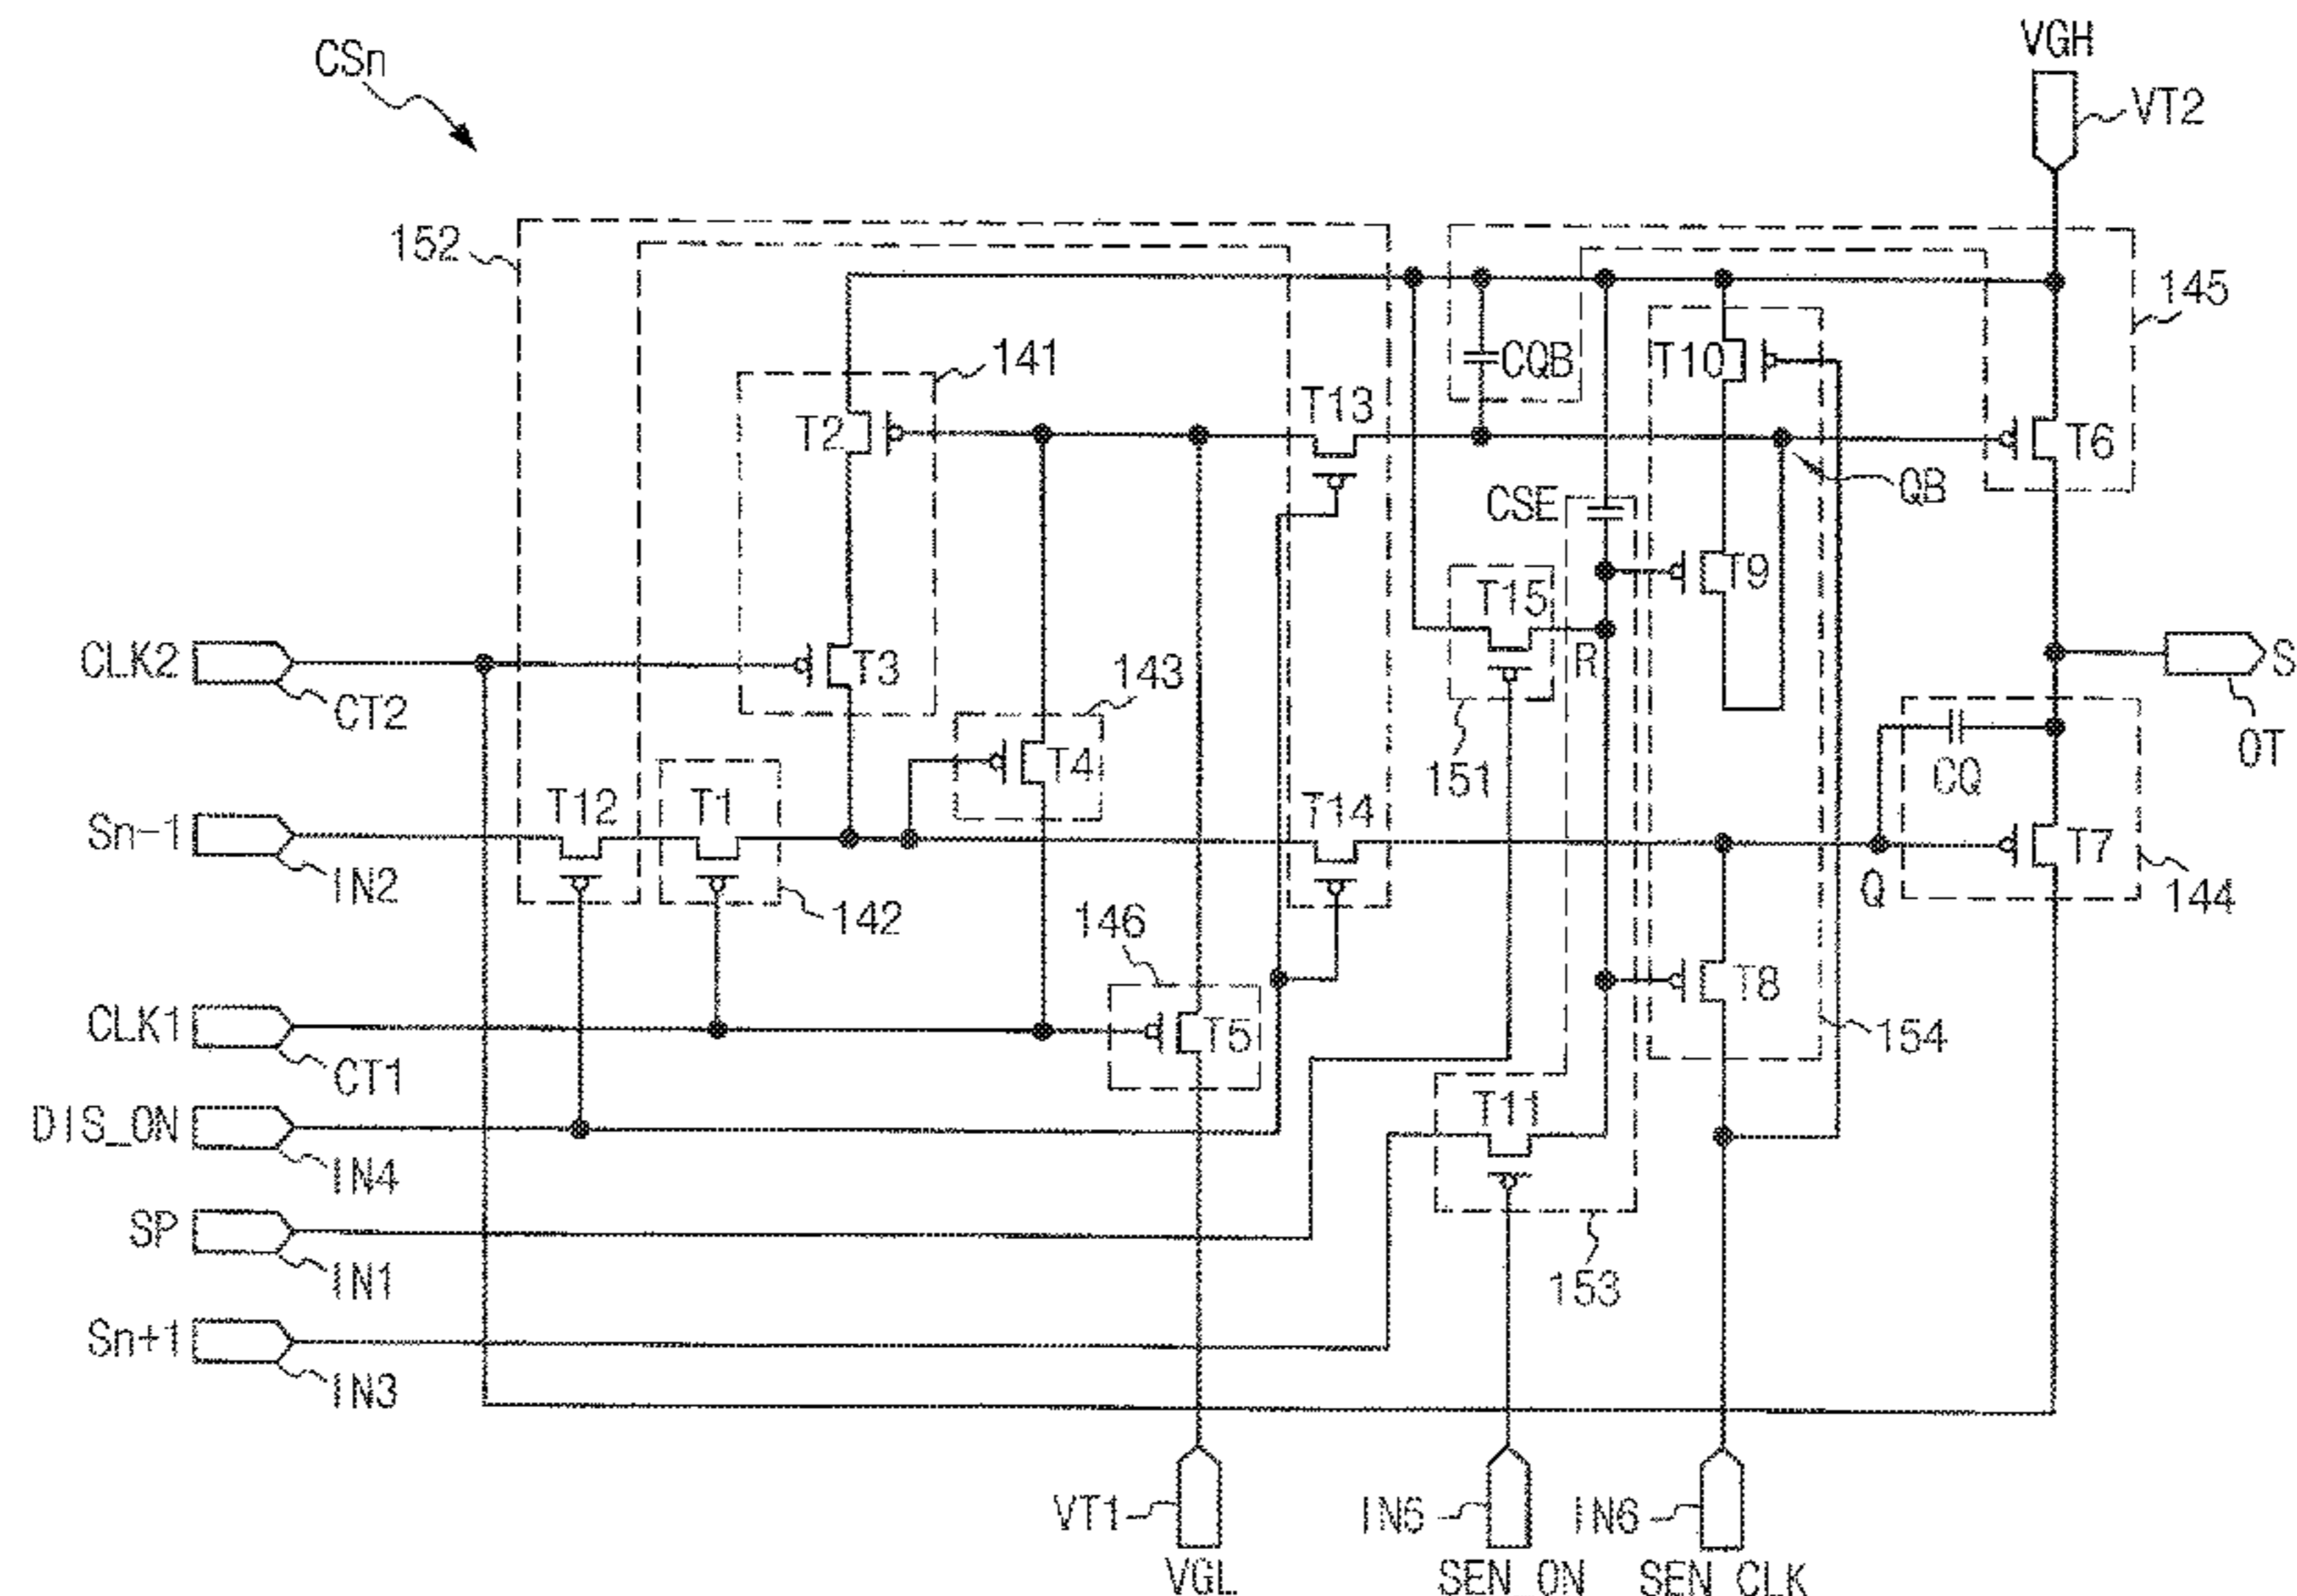 CSn
VGH
VT2
152
145
141
T2
T13
CQB
T10
T6
QB
CSE
T9
T15
R
CLK2
CT2
T3
143
T4
151
S
OT
CQ
Sn-1
IN2
T12
T1
142
T14
Q
T7
144
146
T8
CLK1
CT1
T5
154
DIS_ON
IN4
T11
SP
IN1
153
Sn+1
IN3
VT1
VGL
IN6
SEN_ON
IN6
SEN_CLK